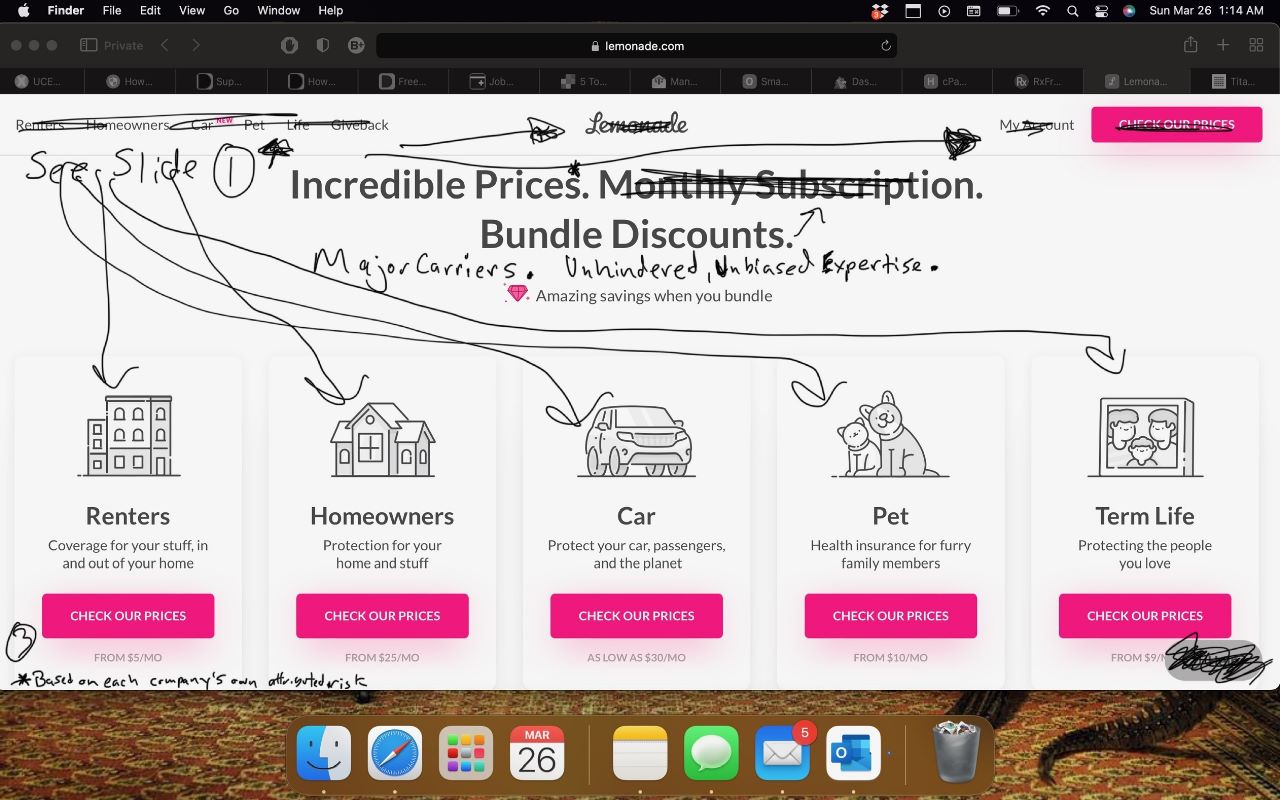 Finder File Edit View Go Window Help 3 Sun Mar 26 1:14 AM
Private lemonade.com
UCE... How... Sup... How... Free... Job... 5 To... Man... Sma... Das... cPa... RxFr... Lemona... Tita...
Renters Homeowners Car NEW Pet Life Giveback Lemonade My Account CHECK OUR PRICES
See Slide 1 *
Incredible Prices.* Monthly Subscription.
Bundle Discounts.
Major Carriers. Unhindered, Unbiased Expertise.
Amazing savings when you bundle
Renters
Coverage for your stuff, in
and out of your home
CHECK OUR PRICES
FROM $5/MO
Homeowners
Protection for your
home and stuff
CHECK OUR PRICES
FROM $25/MO
Car
Protect your car, passengers,
and the planet
CHECK OUR PRICES
AS LOW AS $30/MO
Pet
Health insurance for furry
family members
CHECK OUR PRICES
FROM $10/MO
Term Life
Protecting the people
you love
CHECK OUR PRICES
FROM $9/M
3
*Based on each company's own attributed risk
MAR
26
5